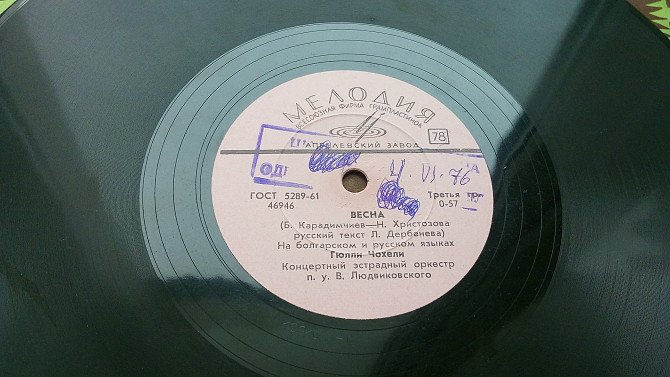 МЕЛОДИЯ
ВСЕСОЮЗНАЯ ФИРМА ГРАМПЛАСТИНОК
78
АПРЕЛЕВСКИЙ ЗАВОД
4. VI. 76
ГОСТ 5289-61
46946
Третья гр.
0-57
ВЕСНА
(Б. Карадимчиев—Н. Христозова
русский текст Л. Дербенева)
На болгарском и русском языках
Гюлли Чохели
Концертный эстрадный оркестр
п. у. В. Людвиковского